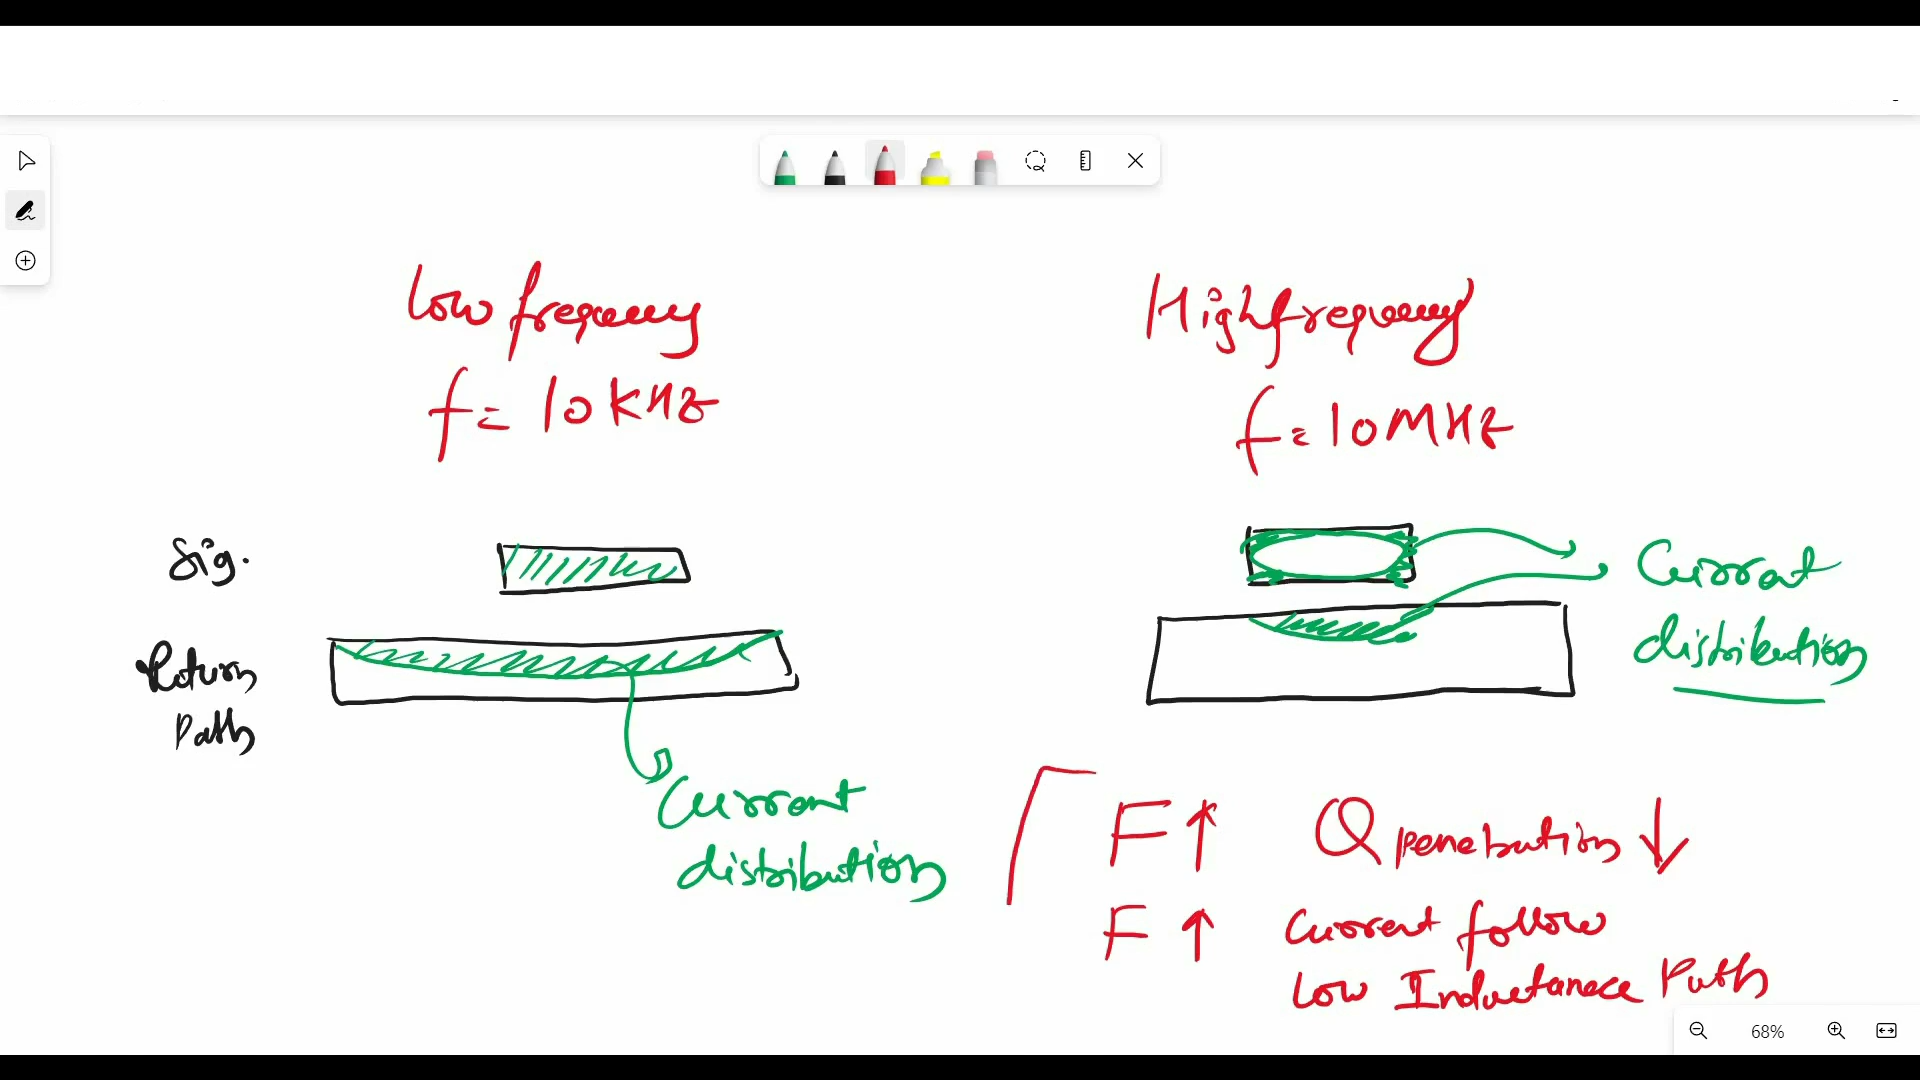 Low frequency
f = 10 KHz
Sig.
Return
Path
Current
distribution
High frequency
f = 10 MHz
Current
distribution
F ↑ Q penetration ↓
F ↑ Current follow
Low Inductanace Path
68%